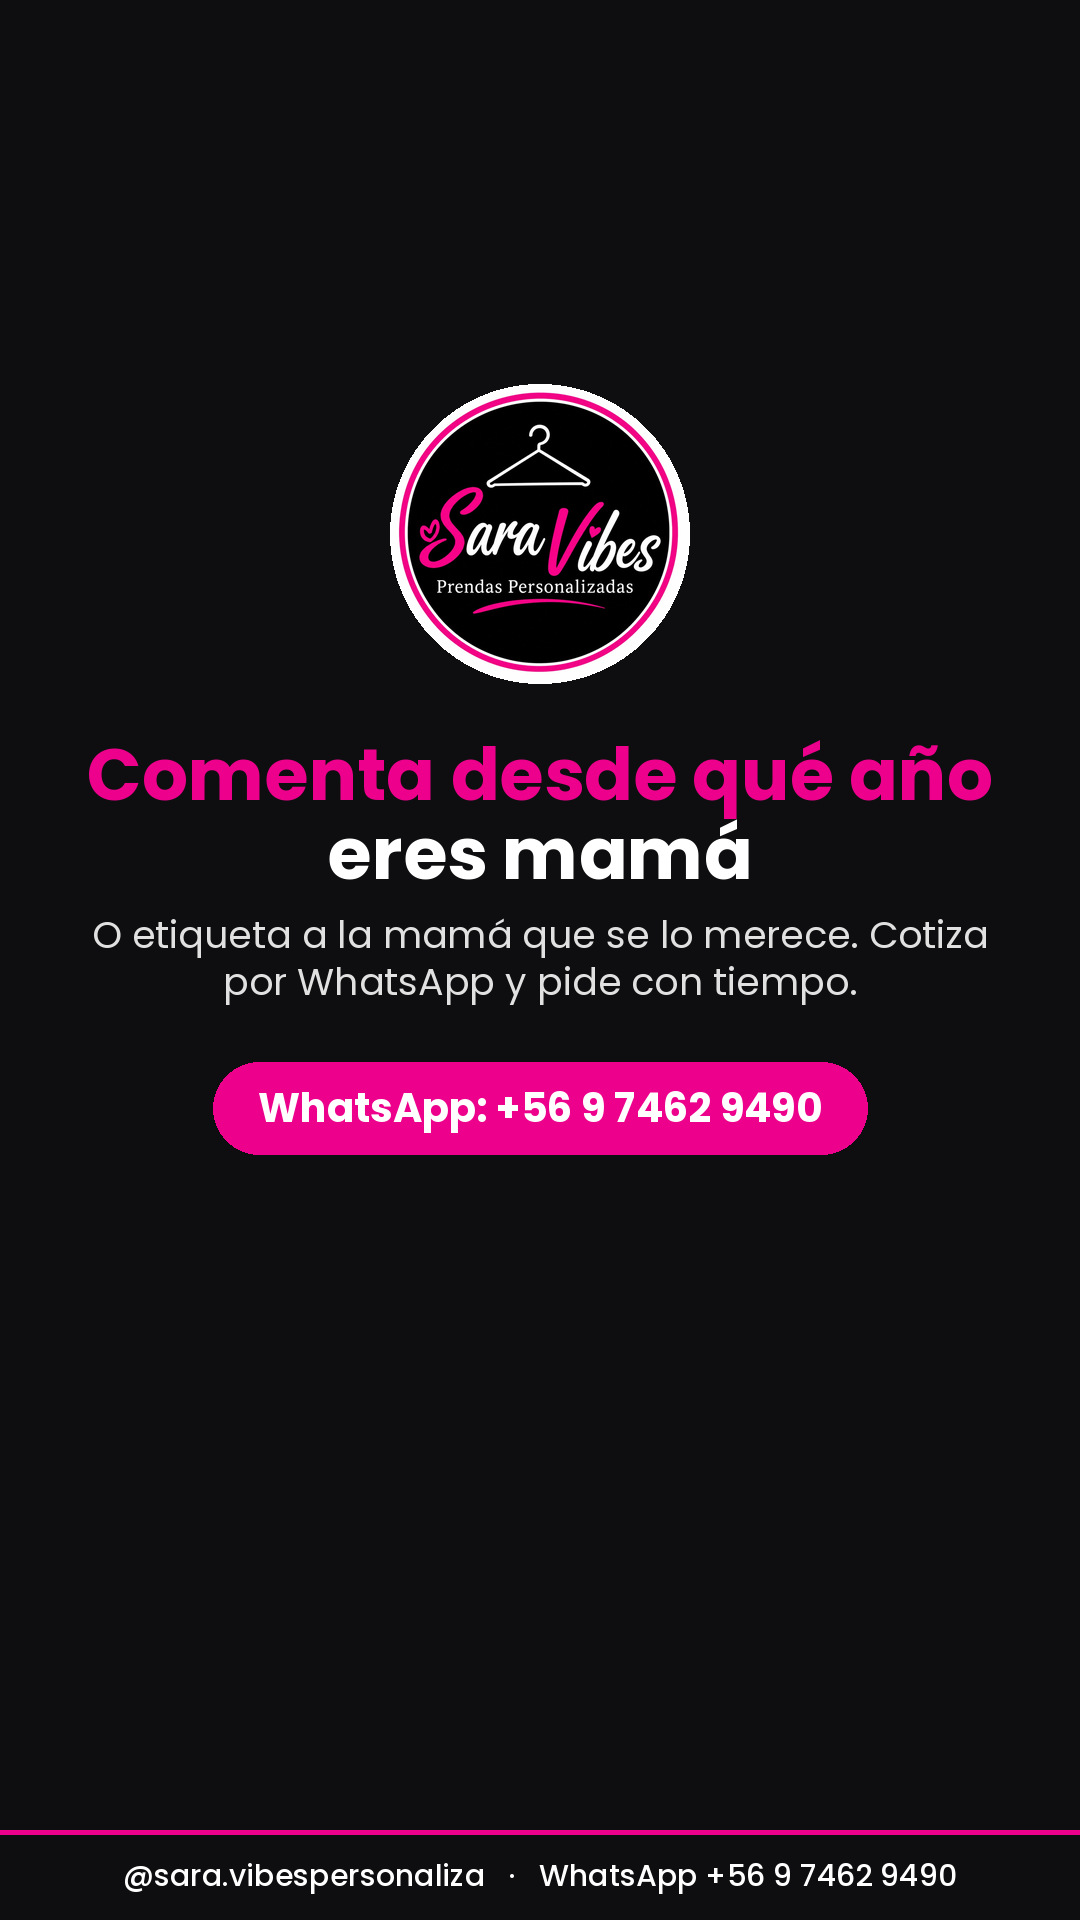 Sara Vibes
Prendas Personalizadas
Comenta desde qué año
eres mamá
O etiqueta a la mamá que se lo merece. Cotiza
por WhatsApp y pide con tiempo.
WhatsApp: +56 9 7462 9490
@sara.vibespersonaliza · WhatsApp +56 9 7462 9490